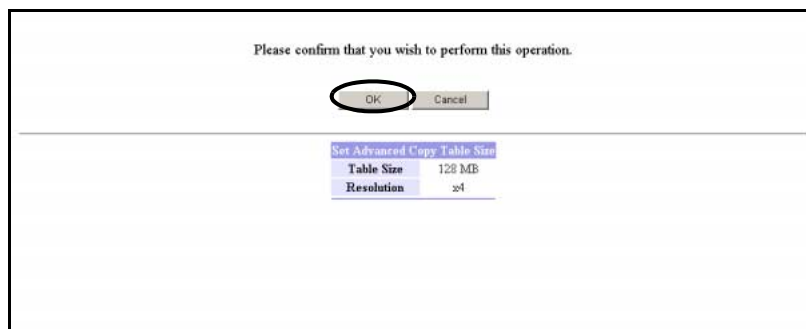 Please confirm that you wish to perform this operation.
OK Cancel
Set Advanced Copy Table Size
Table Size 128 MB
Resolution x4